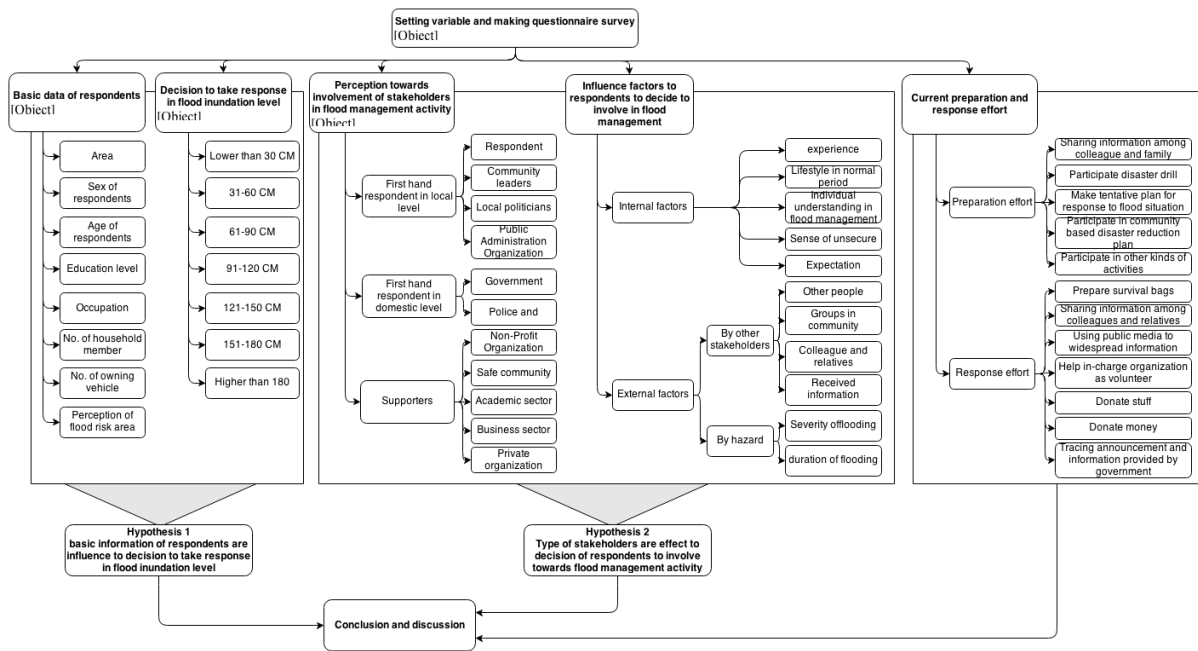 Setting variable and making questionnaire survey
[Object]
Basic data of respondents
[Object]
Area
Sex of
respondents
Age of
respondents
Education level
Occupation
No. of household
member
No. of owning
vehicle
Perception of
flood risk area
Decision to take response
in flood inundation level
[Object]
Lower than 30 CM
31-60 CM
61-90 CM
91-120 CM
121-150 CM
151-180 CM
Higher than 180
Perception towards
involvement of stakeholders
in flood management activity
[Object]
First hand
respondent in local
level
Respondent
Community
leaders
Local politicians
Public
Administration
Organization
First hand
respondent in
domestic level
Government
Police and
Supporters
Non-Profit
Organization
Safe community
Academic sector
Business sector
Private
organization
Influence factors to
respondents to decide to
involve in flood
management
Internal factors
experience
Lifestyle in normal
period
Individual
understanding in
flood management
Sense of unsecure
Expectation
External factors
By other
stakeholders
Other people
Groups in
community
Colleague and
relatives
Received
information
By hazard
Severity offlooding
duration of flooding
Current preparation and
response effort
Preparation effort
Sharing information among
colleague and family
Participate disaster drill
Make tentative plan for
response to flood situation
Participate in community
based disaster reduction
plan
Participate in other kinds of
activities
Response effort
Prepare survival bags
Sharing information among
colleagues and relatives
Using public media to
widespread information
Help in-charge organization
as volunteer
Donate stuff
Donate money
Tracing announcement and
information provided by
government
Hypothesis 1
basic information of respondents are
influence to decision to take response
in flood inundation level
Hypothesis 2
Type of stakeholders are effect to
decision of respondents to involve
towards flood management activity
Conclusion and discussion